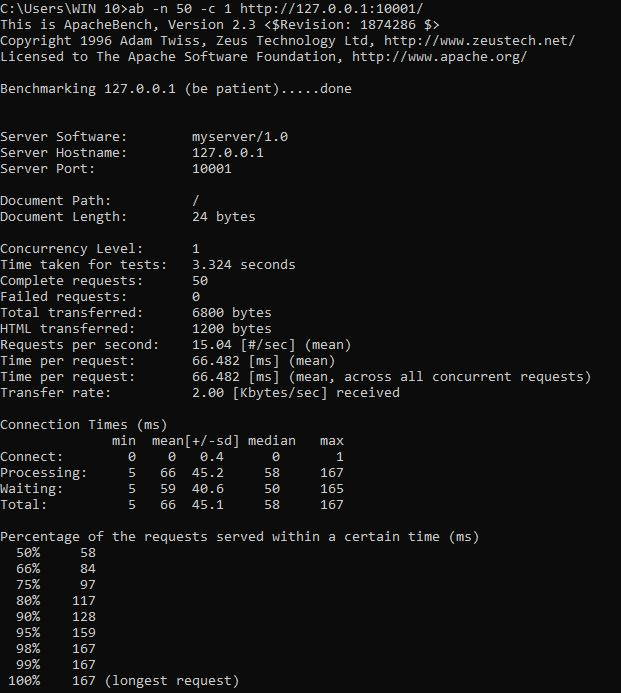 C:\Users\WIN 10>ab -n 50 -c 1 http://127.0.0.1:10001/
This is ApacheBench, Version 2.3 <$Revision: 1874286 $>
Copyright 1996 Adam Twiss, Zeus Technology Ltd, http://www.zeustech.net/
Licensed to The Apache Software Foundation, http://www.apache.org/

Benchmarking 127.0.0.1 (be patient).....done


Server Software:        myserver/1.0
Server Hostname:        127.0.0.1
Server Port:            10001

Document Path:          /
Document Length:        24 bytes

Concurrency Level:      1
Time taken for tests:   3.324 seconds
Complete requests:      50
Failed requests:        0
Total transferred:      6800 bytes
HTML transferred:       1200 bytes
Requests per second:    15.04 [#/sec] (mean)
Time per request:       66.482 [ms] (mean)
Time per request:       66.482 [ms] (mean, across all concurrent requests)
Transfer rate:          2.00 [Kbytes/sec] received

Connection Times (ms)
              min  mean[+/-sd] median   max
Connect:        0    0   0.4      0       1
Processing:     5   66  45.2     58     167
Waiting:        5   59  40.6     50     165
Total:          5   66  45.1     58     167

Percentage of the requests served within a certain time (ms)
  50%     58
  66%     84
  75%     97
  80%    117
  90%    128
  95%    159
  98%    167
  99%    167
 100%    167 (longest request)